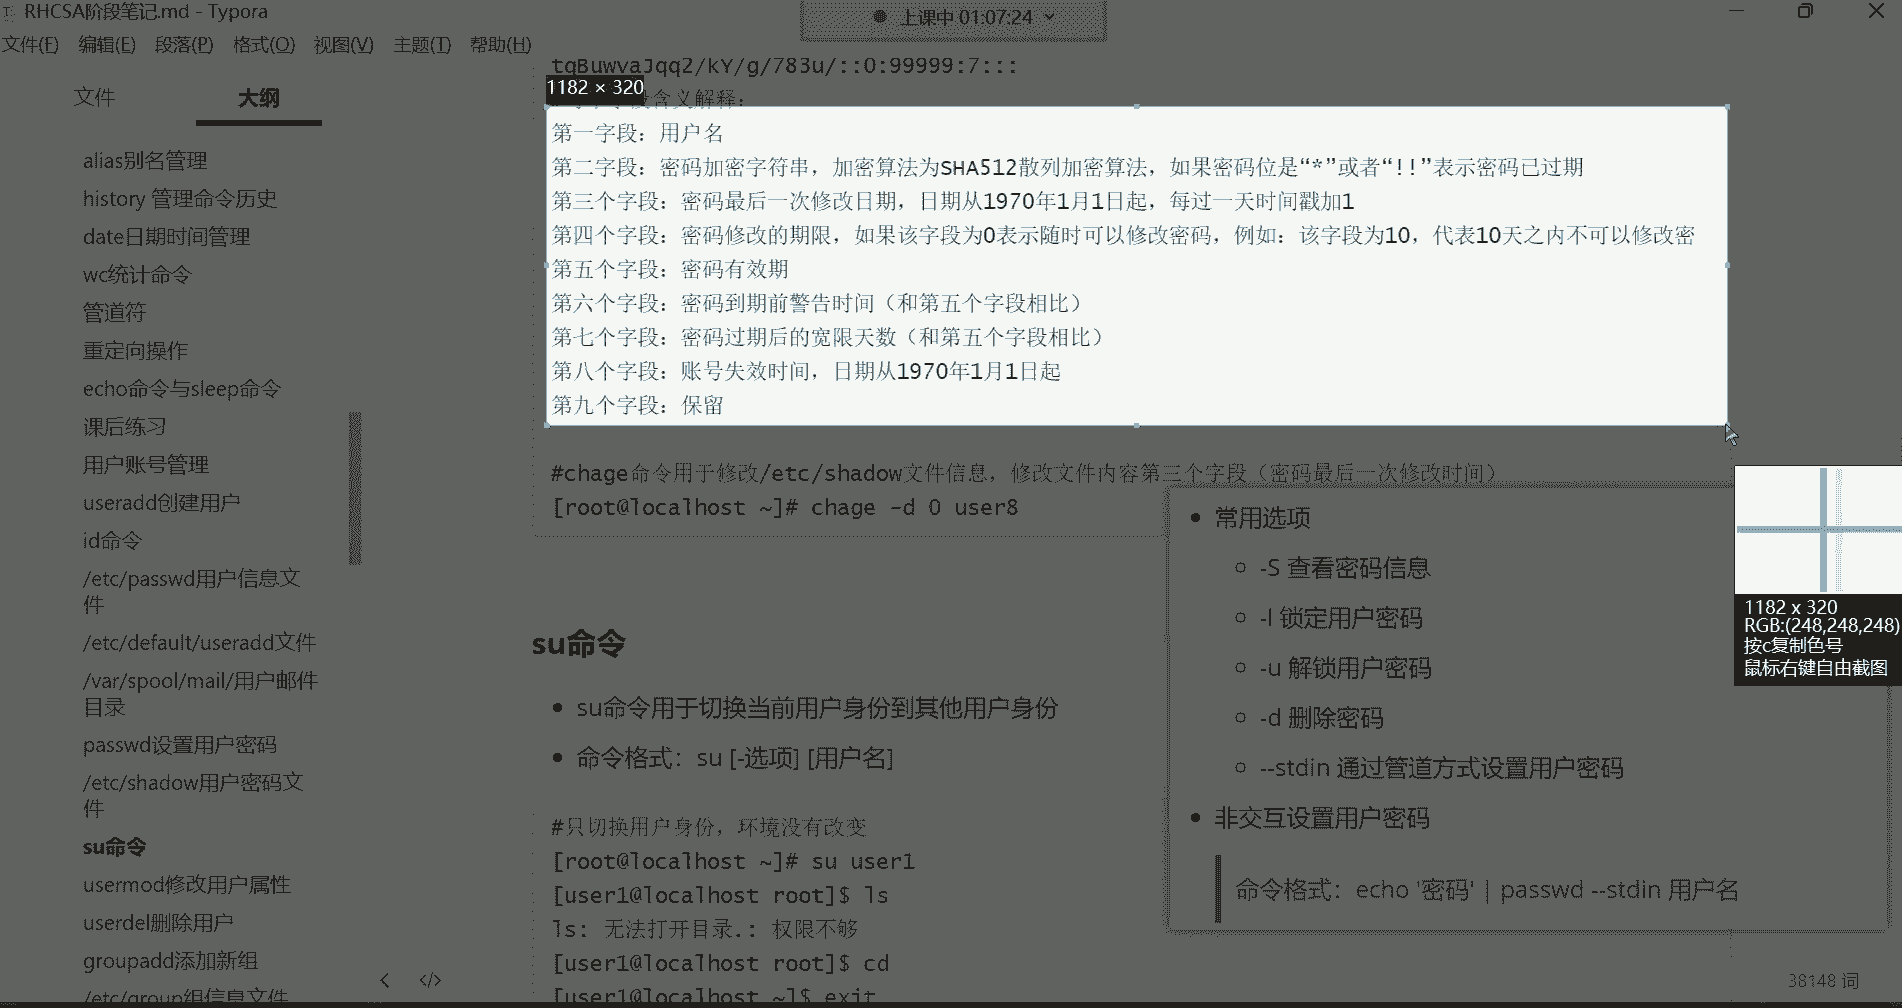 RHCSA阶段笔记.md - Typora
上课中 01:07:24
文件(F) 编辑(E) 段落(P) 格式(O) 视图(V) 主题(T) 帮助(H)
文件 大纲
alias别名管理
history 管理命令历史
date日期时间管理
wc统计命令
管道符
重定向操作
echo命令与sleep命令
课后练习
用户账号管理
useradd创建用户
id命令
/etc/passwd用户信息文
件
/etc/default/useradd文件
/var/spool/mail/用户邮件
目录
passwd设置用户密码
/etc/shadow用户密码文
件
su命令
usermod修改用户属性
userdel删除用户
groupadd添加新组
/etc/group组信息文件
tqBuwvaJqq2/kY/g/783u/::0:99999:7:::
1182 × 320
段含义解释:
第一字段: 用户名
第二字段: 密码加密字符串, 加密算法为SHA512散列加密算法, 如果密码位是“*”或者“!!”表示密码已过期
第三个字段: 密码最后一次修改日期, 日期从1970年1月1日起, 每过一天时间戳加1
第四个字段: 密码修改的期限, 如果该字段为0表示随时可以修改密码, 例如: 该字段为10, 代表10天之内不可以修改密
第五个字段: 密码有效期
第六个字段: 密码到期前警告时间（和第五个字段相比）
第七个字段: 密码过期后的宽限天数（和第五个字段相比）
第八个字段: 账号失效时间, 日期从1970年1月1日起
第九个字段: 保留
#chage命令用于修改/etc/shadow文件信息, 修改文件内容第三个字段（密码最后一次修改时间）
[root@localhost ~]# chage -d 0 user8
su命令
su命令用于切换当前用户身份到其他用户身份
命令格式: su [-选项] [用户名]
#只切换用户身份, 环境没有改变
[root@localhost ~]# su user1
[user1@localhost root]$ ls
ls: 无法打开目录.: 权限不够
[user1@localhost root]$ cd
[user1@localhost ~]$ exit
常用选项
-S 查看密码信息
-l 锁定用户密码
-u 解锁用户密码
-d 删除密码
--stdin 通过管道方式设置用户密码
非交互设置用户密码
命令格式: echo '密码' | passwd --stdin 用户名
1182 x 320
RGB:(248,248,248)
按c复制色号
鼠标右键自由截图
38148 词